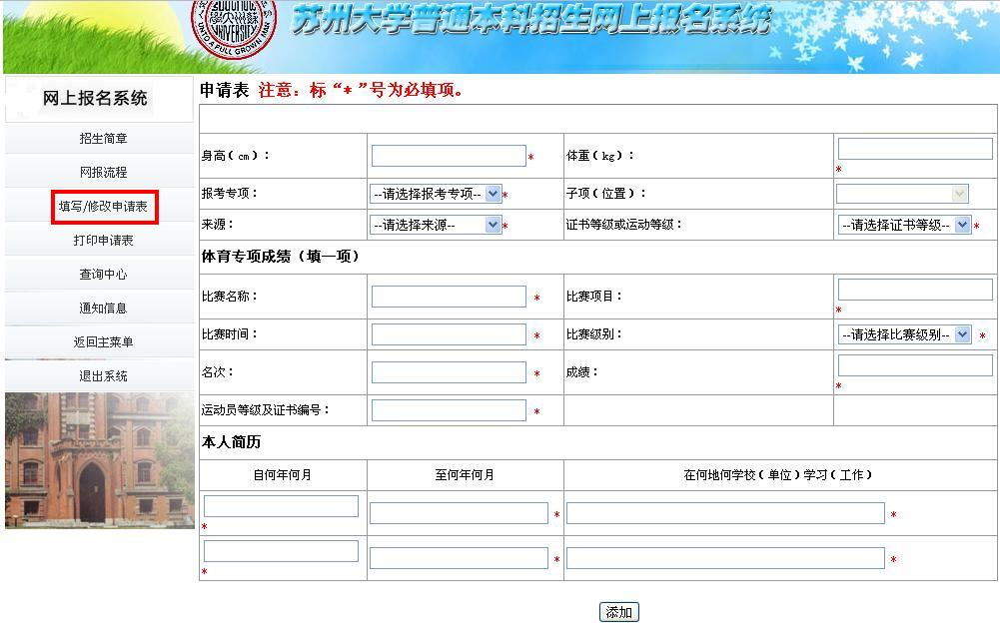 苏州大学普通本科招生网上报名系统
UNIVERSITY
UNTO A FULL GROWN MAN
网上报名系统
招生简章
网报流程
填写/修改申请表
打印申请表
查询中心
通知信息
返回主菜单
退出系统
申请表 注意：标“*”号为必填项。
身高(cm)： * 体重(kg)： *
报考专项： --请选择报考专项-- * 子项(位置)：
来源： --请选择来源-- * 证书等级或运动等级： --请选择证书等级-- *
体育专项成绩（填一项）
比赛名称： * 比赛项目： *
比赛时间： * 比赛级别： --请选择比赛级别-- *
名次： * 成绩： *
运动员等级及证书编号： *
本人简历
自何年何月 至何年何月 在何地何学校(单位)学习(工作)
* * *
* * *
添加